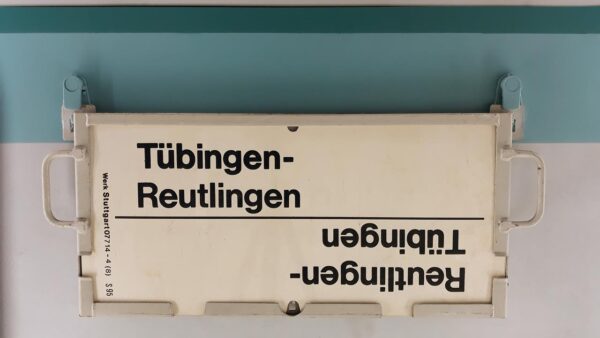 Tübingen-
Reutlingen
Reutlingen-
Tübingen
Werk Stuttgart 07714-4 (8) S 95